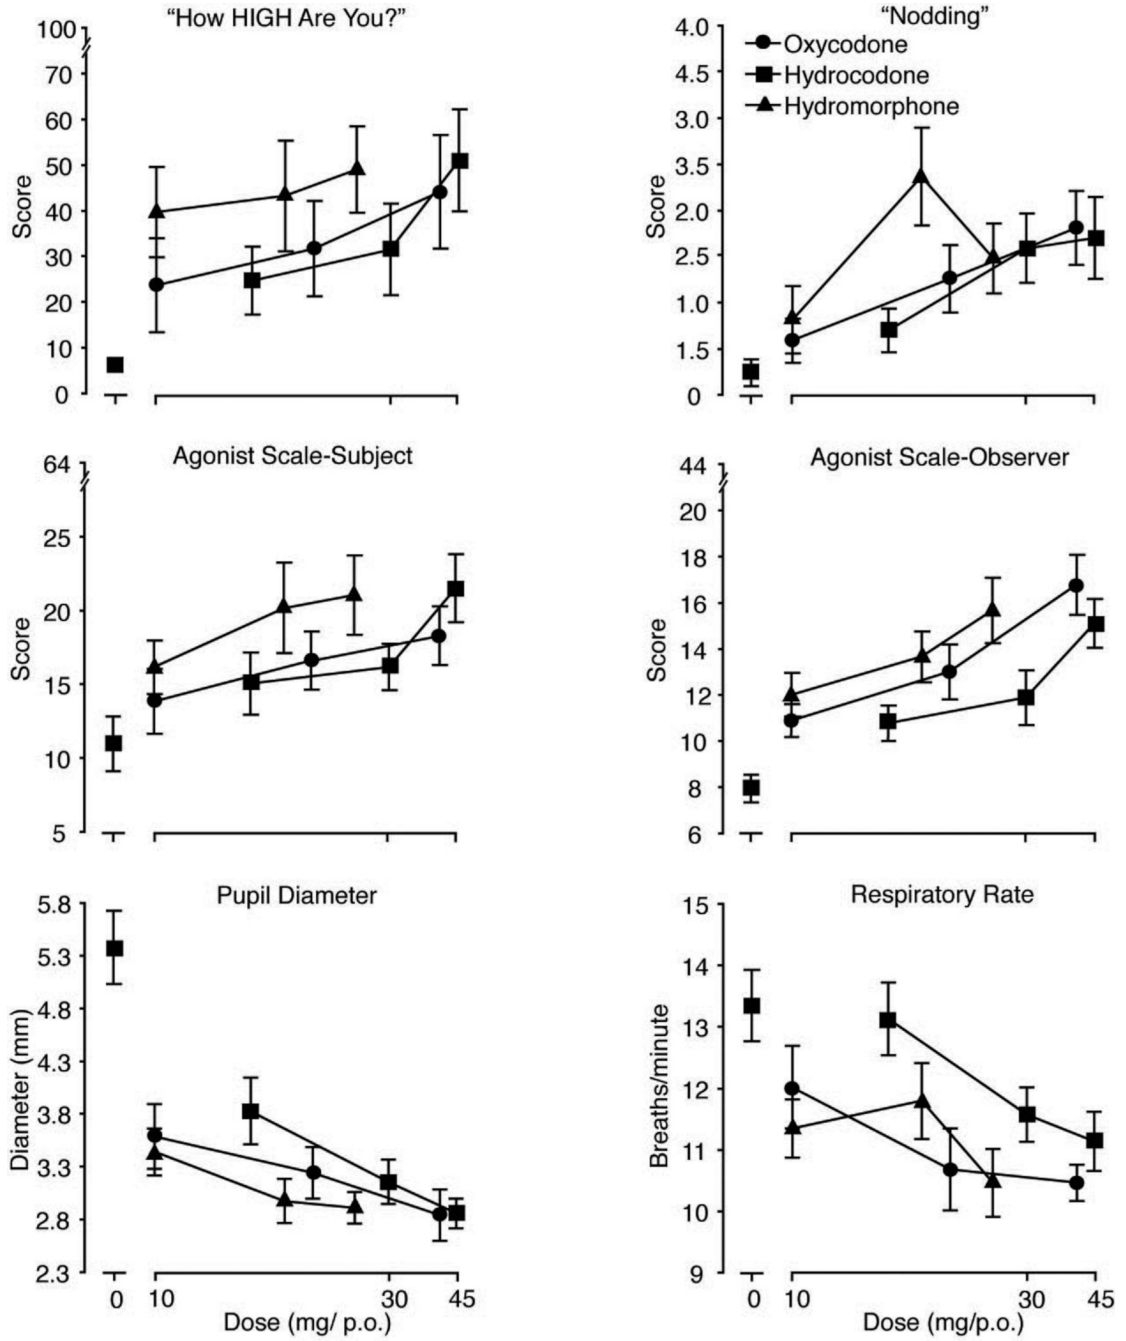 "How HIGH Are You?"
100
70
60
50
40
30
20
10
0
Score
"Nodding"
4.0
4.5
3.0
3.5
2.0
2.5
1.0
1.5
0
Score
Oxycodone
Hydrocodone
Hydromorphone
Agonist Scale-Subject
64
25
20
15
10
5
Score
Agonist Scale-Observer
44
20
18
16
14
12
10
8
6
Score
Pupil Diameter
5.8
5.3
4.8
4.3
3.8
3.3
2.8
2.3
Diameter (mm)
0 10 30 45
Dose (mg/ p.o.)
Respiratory Rate
15
14
13
12
11
10
9
Breaths/minute
0 10 30 45
Dose (mg/p.o.)